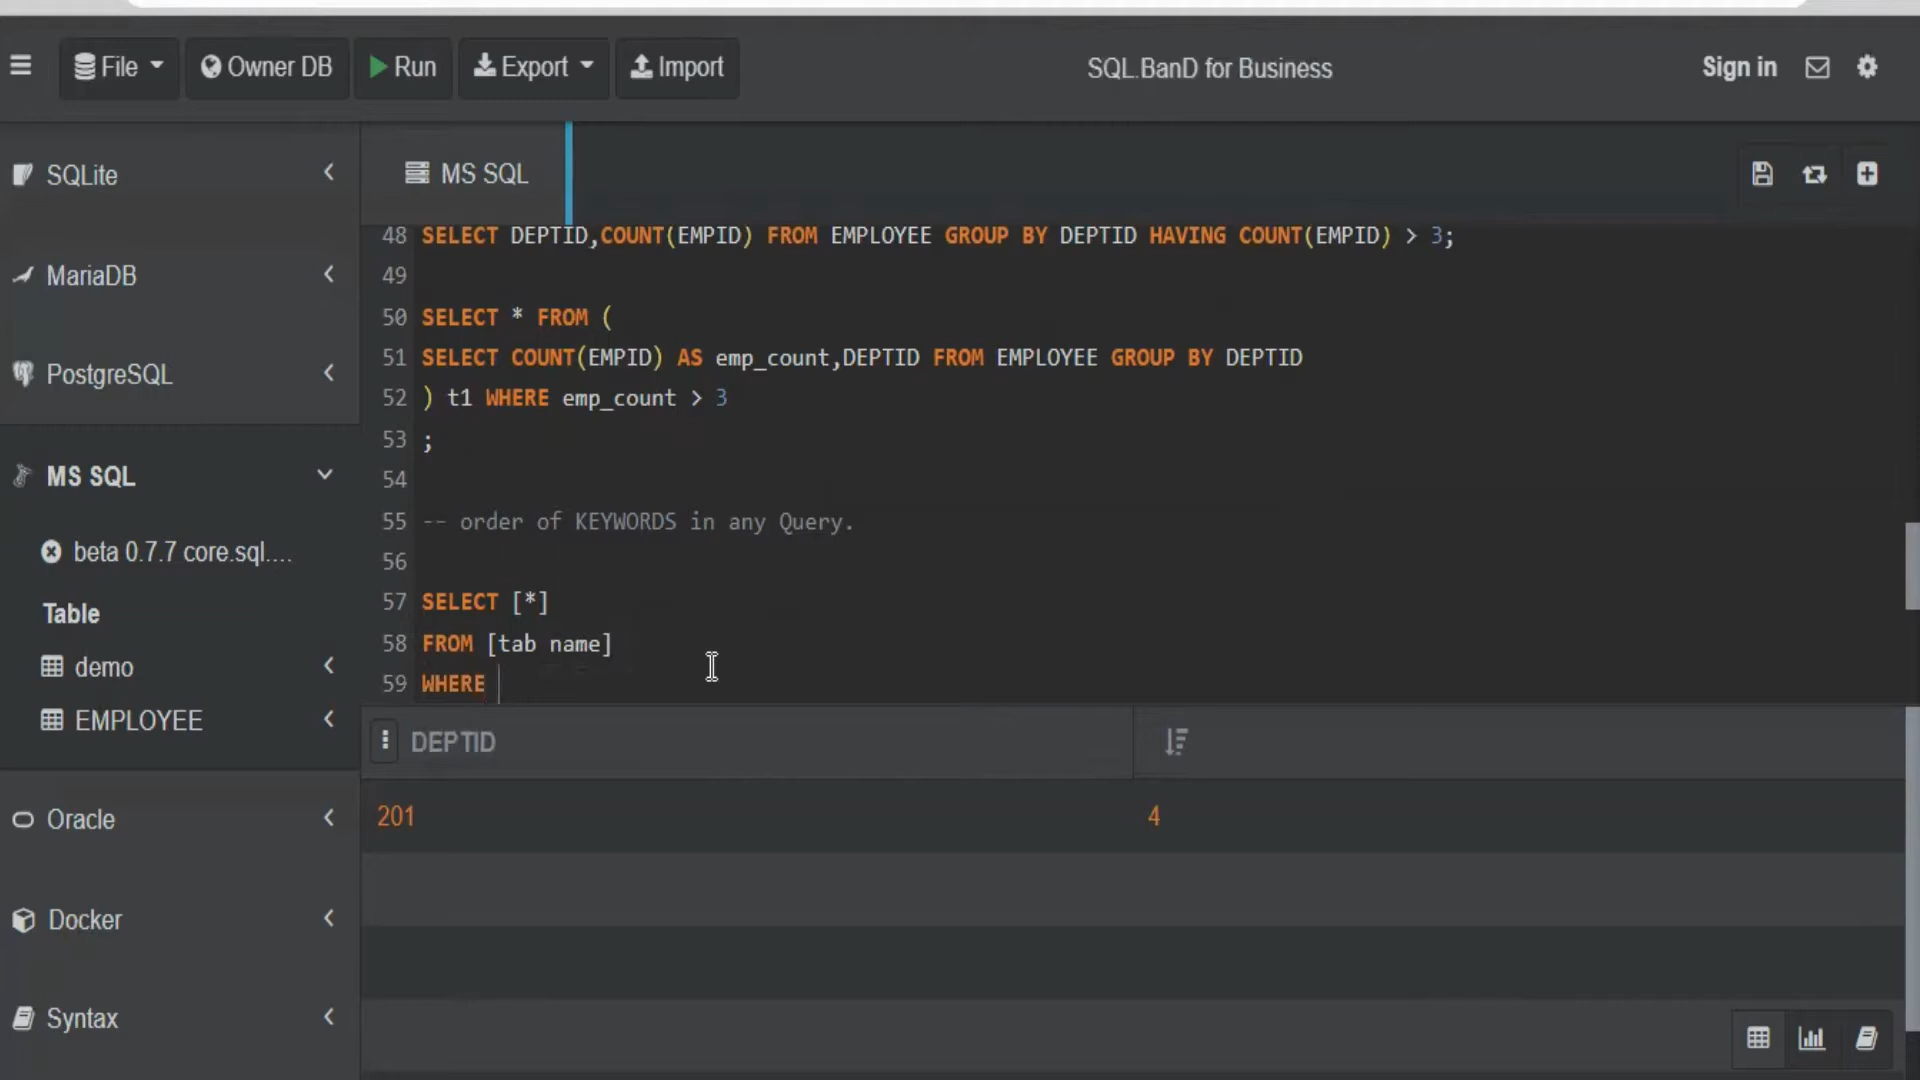 File
Owner DB
Run
Export
Import
SQL.BanD for Business
Sign in
SQLite
MariaDB
PostgreSQL
MS SQL
beta 0.7.7 core.sql....
Table
demo
EMPLOYEE
Oracle
Docker
Syntax
MS SQL
48 SELECT DEPTID,COUNT(EMPID) FROM EMPLOYEE GROUP BY DEPTID HAVING COUNT(EMPID) > 3;
49
50 SELECT * FROM (
51 SELECT COUNT(EMPID) AS emp_count,DEPTID FROM EMPLOYEE GROUP BY DEPTID
52 ) t1 WHERE emp_count > 3
53 ;
54
55 -- order of KEYWORDS in any Query.
56
57 SELECT [*]
58 FROM [tab name]
59 WHERE
DEPTID
201 4